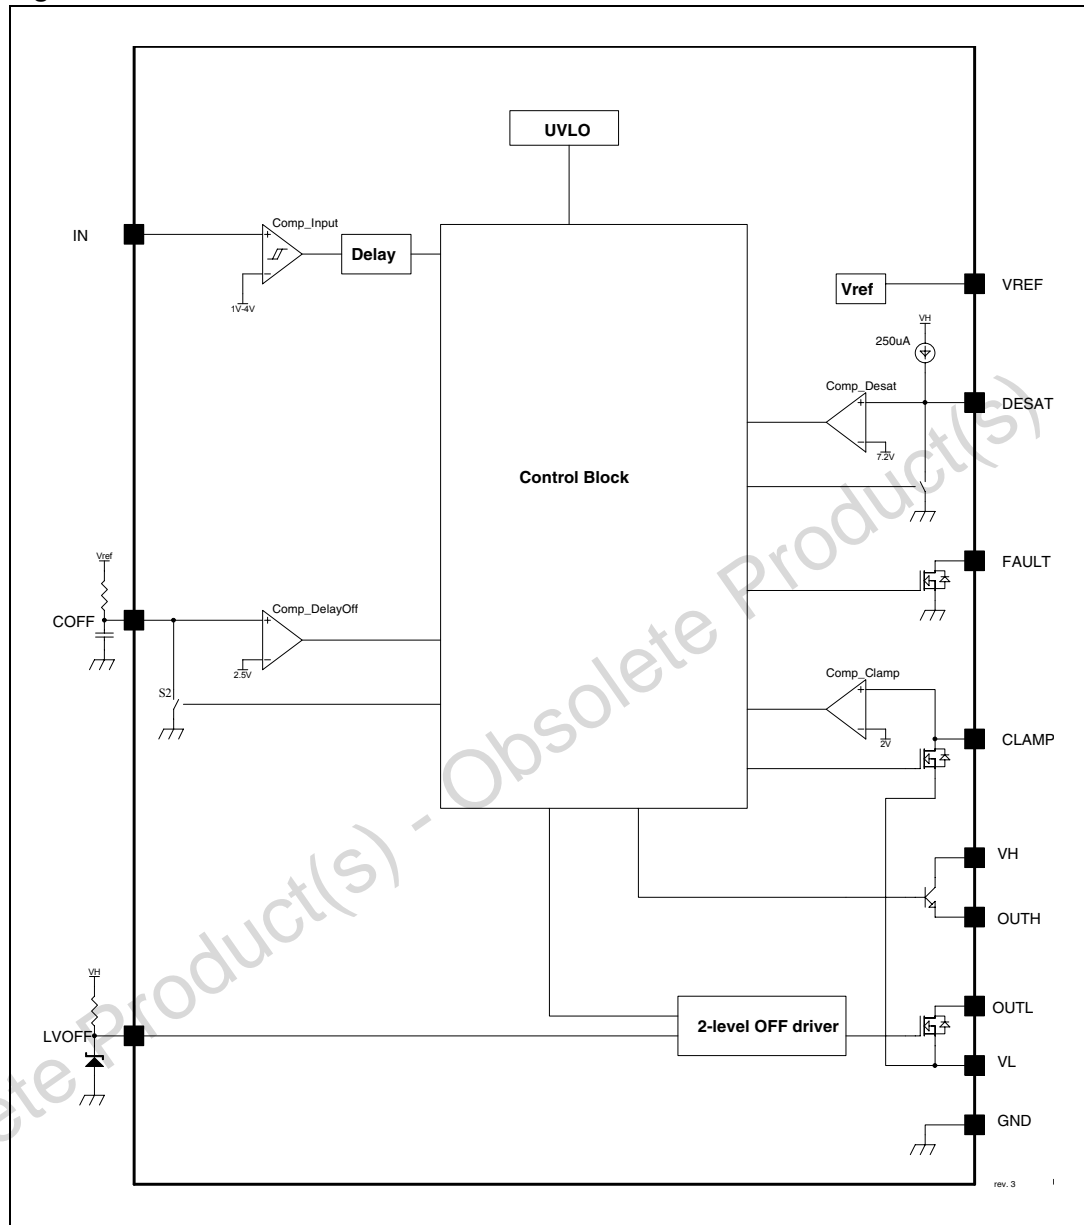 UVLO
IN
Comp_Input
Delay
1V-4V
Vref
VREF
VH
250uA
Comp_Desat
DESAT
7.2V
Control Block
Vref
FAULT
COFF
Comp_DelayOff
2.5V
S2
Comp_Clamp
2V
CLAMP
VH
OUTH
VH
OUTL
LVOFF
2-level OFF driver
VL
GND
rev. 3
Obsolete Product(s) - Obsolete Product(s)